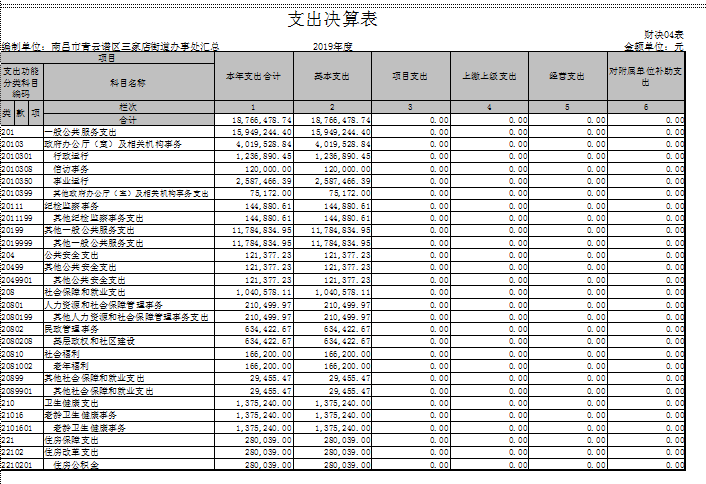 支出决算表
财决04表
编制单位：南昌市青云谱区三家店街道办事处汇总 2019年度 金额单位：元
项目 本年支出合计 基本支出 项目支出 上缴上级支出 经营支出 对附属单位补助支出
支出功能分类科目编码 科目名称
类 款 项 栏次 1 2 3 4 5 6
合计 18,766,478.74 18,766,478.74 0.00 0.00 0.00 0.00
201 一般公共服务支出 15,949,244.40 15,949,244.40 0.00 0.00 0.00 0.00
20103 政府办公厅（室）及相关机构事务 4,019,528.84 4,019,528.84 0.00 0.00 0.00 0.00
2010301 行政运行 1,236,890.45 1,236,890.45 0.00 0.00 0.00 0.00
2010308 信访事务 120,000.00 120,000.00 0.00 0.00 0.00 0.00
2010350 事业运行 2,587,466.39 2,587,466.39 0.00 0.00 0.00 0.00
2010399 其他政府办公厅（室）及相关机构事务支出 75,172.00 75,172.00 0.00 0.00 0.00 0.00
20111 纪检监察事务 144,880.61 144,880.61 0.00 0.00 0.00 0.00
2011199 其他纪检监察事务支出 144,880.61 144,880.61 0.00 0.00 0.00 0.00
20199 其他一般公共服务支出 11,784,834.95 11,784,834.95 0.00 0.00 0.00 0.00
2019999 其他一般公共服务支出 11,784,834.95 11,784,834.95 0.00 0.00 0.00 0.00
204 公共安全支出 121,377.23 121,377.23 0.00 0.00 0.00 0.00
20499 其他公共安全支出 121,377.23 121,377.23 0.00 0.00 0.00 0.00
2049901 其他公共安全支出 121,377.23 121,377.23 0.00 0.00 0.00 0.00
208 社会保障和就业支出 1,040,578.11 1,040,578.11 0.00 0.00 0.00 0.00
20801 人力资源和社会保障管理事务 210,499.97 210,499.97 0.00 0.00 0.00 0.00
2080199 其他人力资源和社会保障管理事务支出 210,499.97 210,499.97 0.00 0.00 0.00 0.00
20802 民政管理事务 634,422.67 634,422.67 0.00 0.00 0.00 0.00
2080208 基层政权和社区建设 634,422.67 634,422.67 0.00 0.00 0.00 0.00
20810 社会福利 166,200.00 166,200.00 0.00 0.00 0.00 0.00
2081002 老年福利 166,200.00 166,200.00 0.00 0.00 0.00 0.00
20899 其他社会保障和就业支出 29,455.47 29,455.47 0.00 0.00 0.00 0.00
2089901 其他社会保障和就业支出 29,455.47 29,455.47 0.00 0.00 0.00 0.00
210 卫生健康支出 1,375,240.00 1,375,240.00 0.00 0.00 0.00 0.00
21016 老龄卫生健康事务 1,375,240.00 1,375,240.00 0.00 0.00 0.00 0.00
2101601 老龄卫生健康事务 1,375,240.00 1,375,240.00 0.00 0.00 0.00 0.00
221 住房保障支出 280,039.00 280,039.00 0.00 0.00 0.00 0.00
22102 住房改革支出 280,039.00 280,039.00 0.00 0.00 0.00 0.00
2210201 住房公积金 280,039.00 280,039.00 0.00 0.00 0.00 0.00